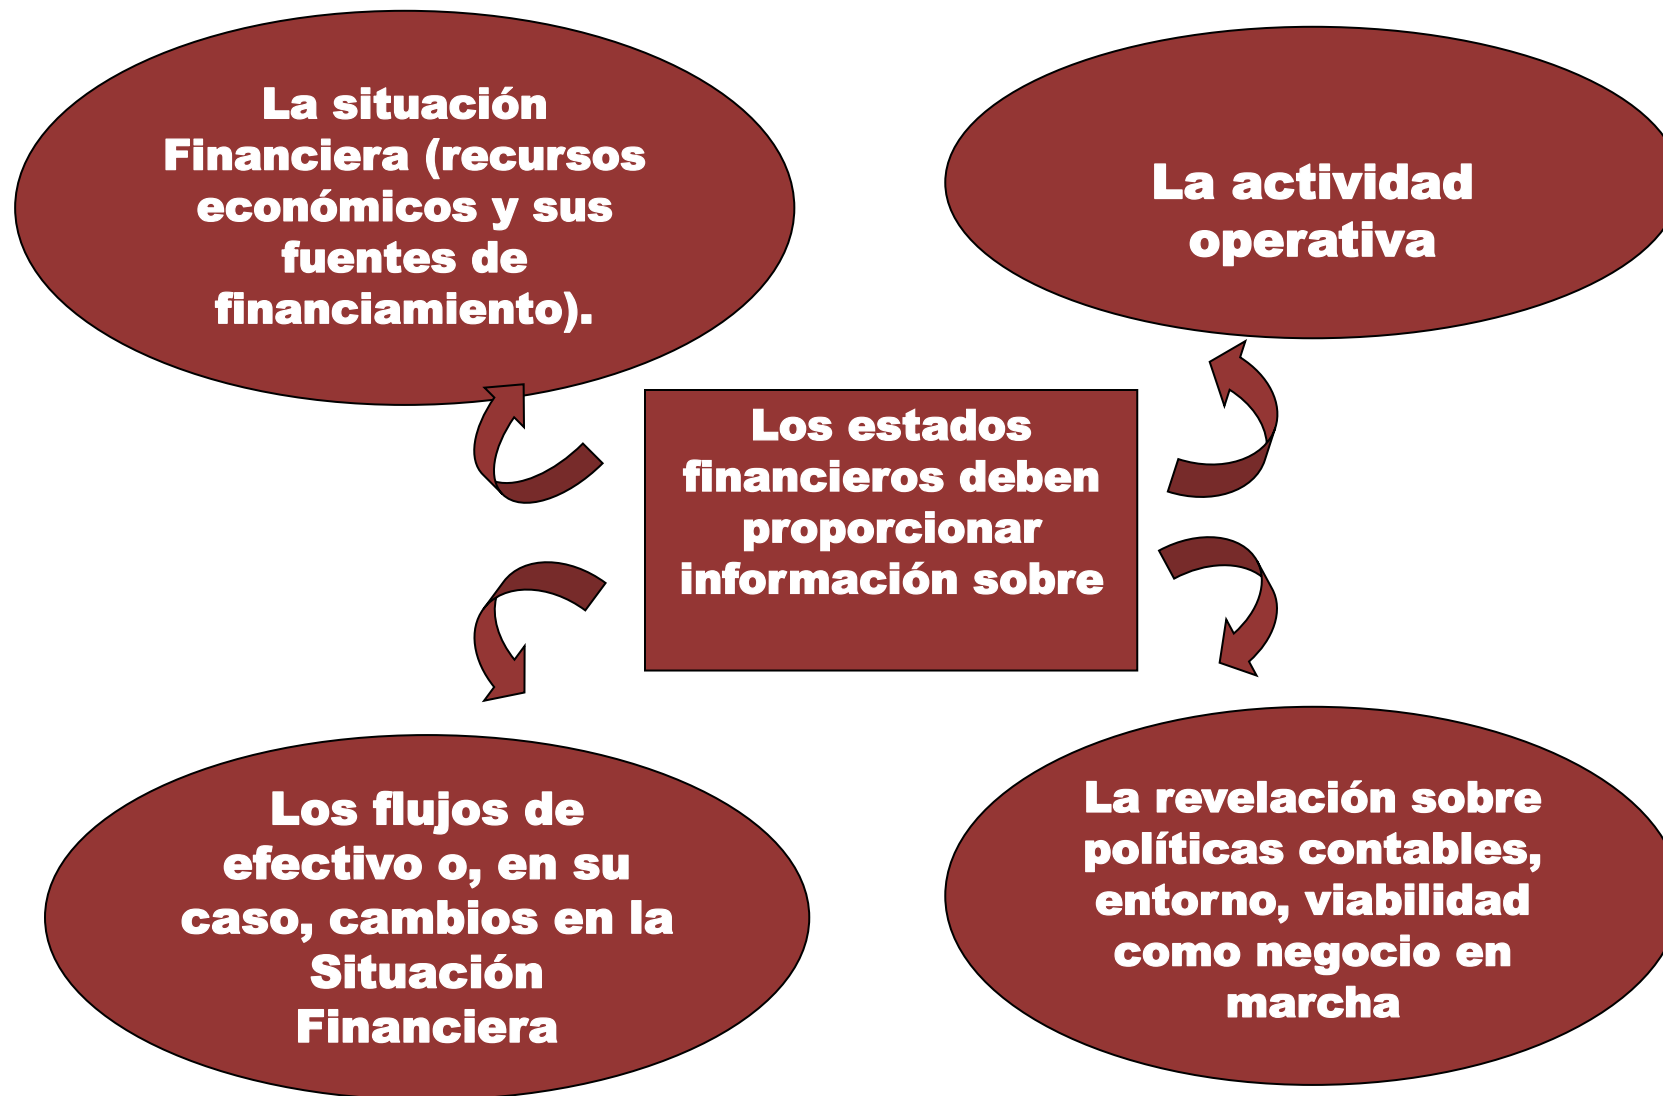 La situación
Financiera (recursos
económicos y sus
fuentes de
financiamiento).
La actividad
operativa
Los estados
financieros deben
proporcionar
información sobre
Los flujos de
efectivo o, en su
caso, cambios en la
Situación
Financiera
La revelación sobre
políticas contables,
entorno, viabilidad
como negocio en
marcha